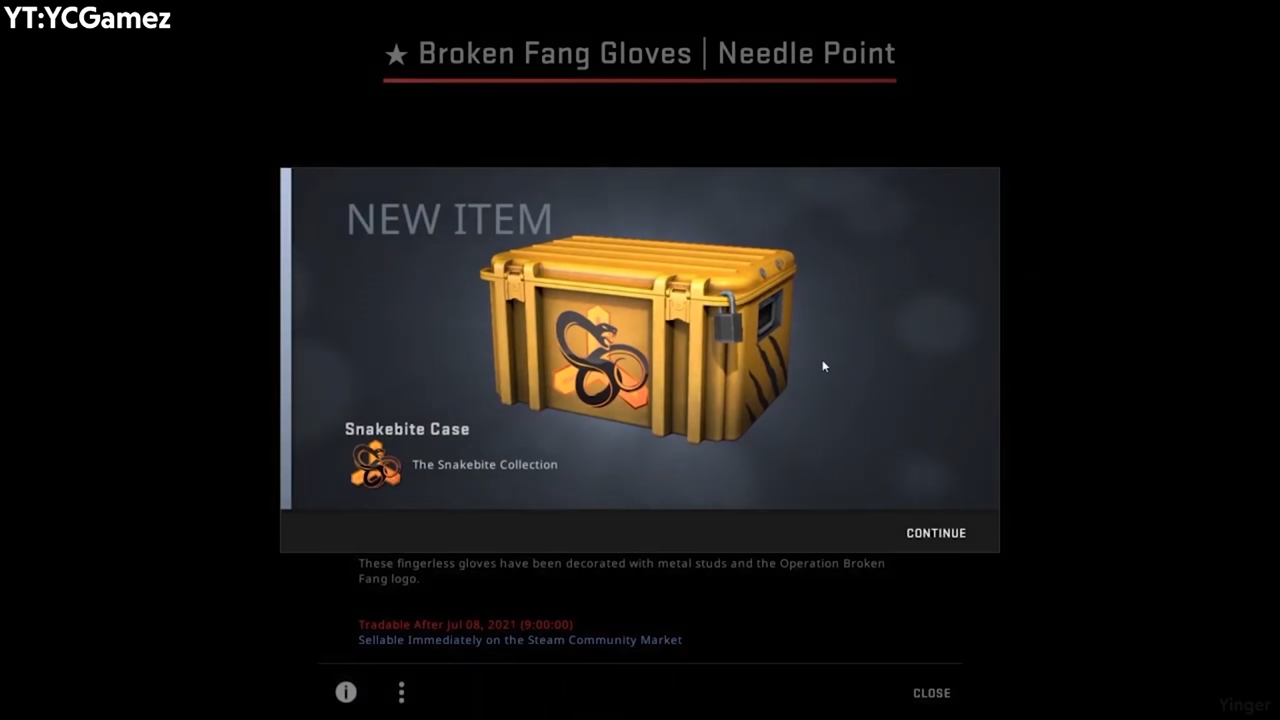 YT:YCGamez
★ Broken Fang Gloves | Needle Point
NEW ITEM
Snakebite Case
The Snakebite Collection
CONTINUE
These fingerless gloves have been decorated with metal studs and the Operation Broken
Fang logo.
Tradable After Jul 08, 2021 (9:00:00)
Sellable Immediately on the Steam Community Market
CLOSE
Yinger